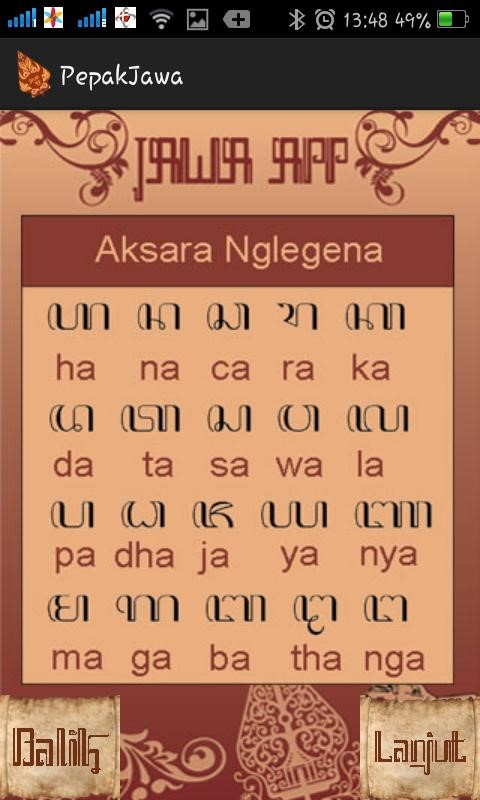 13:48 49%
PepakJawa
JAWA APP
Aksara Nglegena
ꦲ ꦤ ꦕ ꦫ ꦏ
ha na ca ra ka
ꦢ ꦠ ꦱ ꦮ ꦭ
da ta sa wa la
ꦥ ꦝ ꦗ ꦪ ꦚ
pa dha ja ya nya
ꦩ ꦒ ꦧ ꦛ ꦔ
ma ga ba tha nga
Balik Lanjut